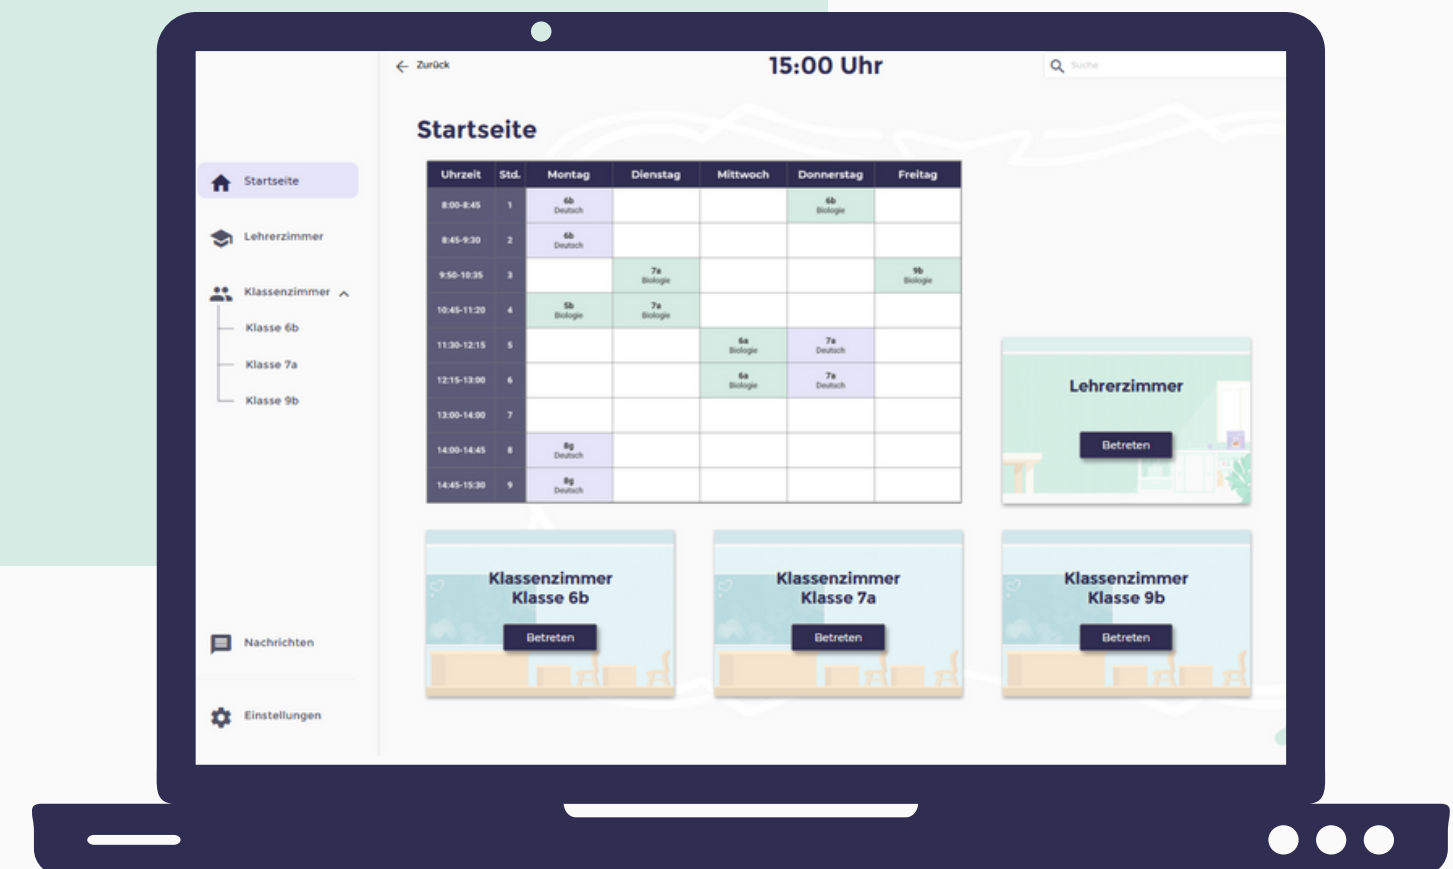 Zurück
15:00 Uhr
Suche
Startseite
Startseite
Lehrerzimmer
Klassenzimmer
Klasse 6b
Klasse 7a
Klasse 9b
Nachrichten
Einstellungen
Uhrzeit Std. Montag Dienstag Mittwoch Donnerstag Freitag
8:00-8:45 1 6b 6b
Deutsch Biologie
8:45-9:30 2 6b
Deutsch
9:50-10:35 3 7a 9b
Biologie Biologie
10:45-11:20 4 5b 7a
Biologie Biologie
11:30-12:15 5 6a 7a
Biologie Deutsch
12:15-13:00 6 6a 7a
Biologie Deutsch
13:00-14:00 7
14:00-14:45 8 8g
Deutsch
14:45-15:30 9 8g
Deutsch
Lehrerzimmer
Betreten
Klassenzimmer
Klasse 6b
Betreten
Klassenzimmer
Klasse 7a
Betreten
Klassenzimmer
Klasse 9b
Betreten